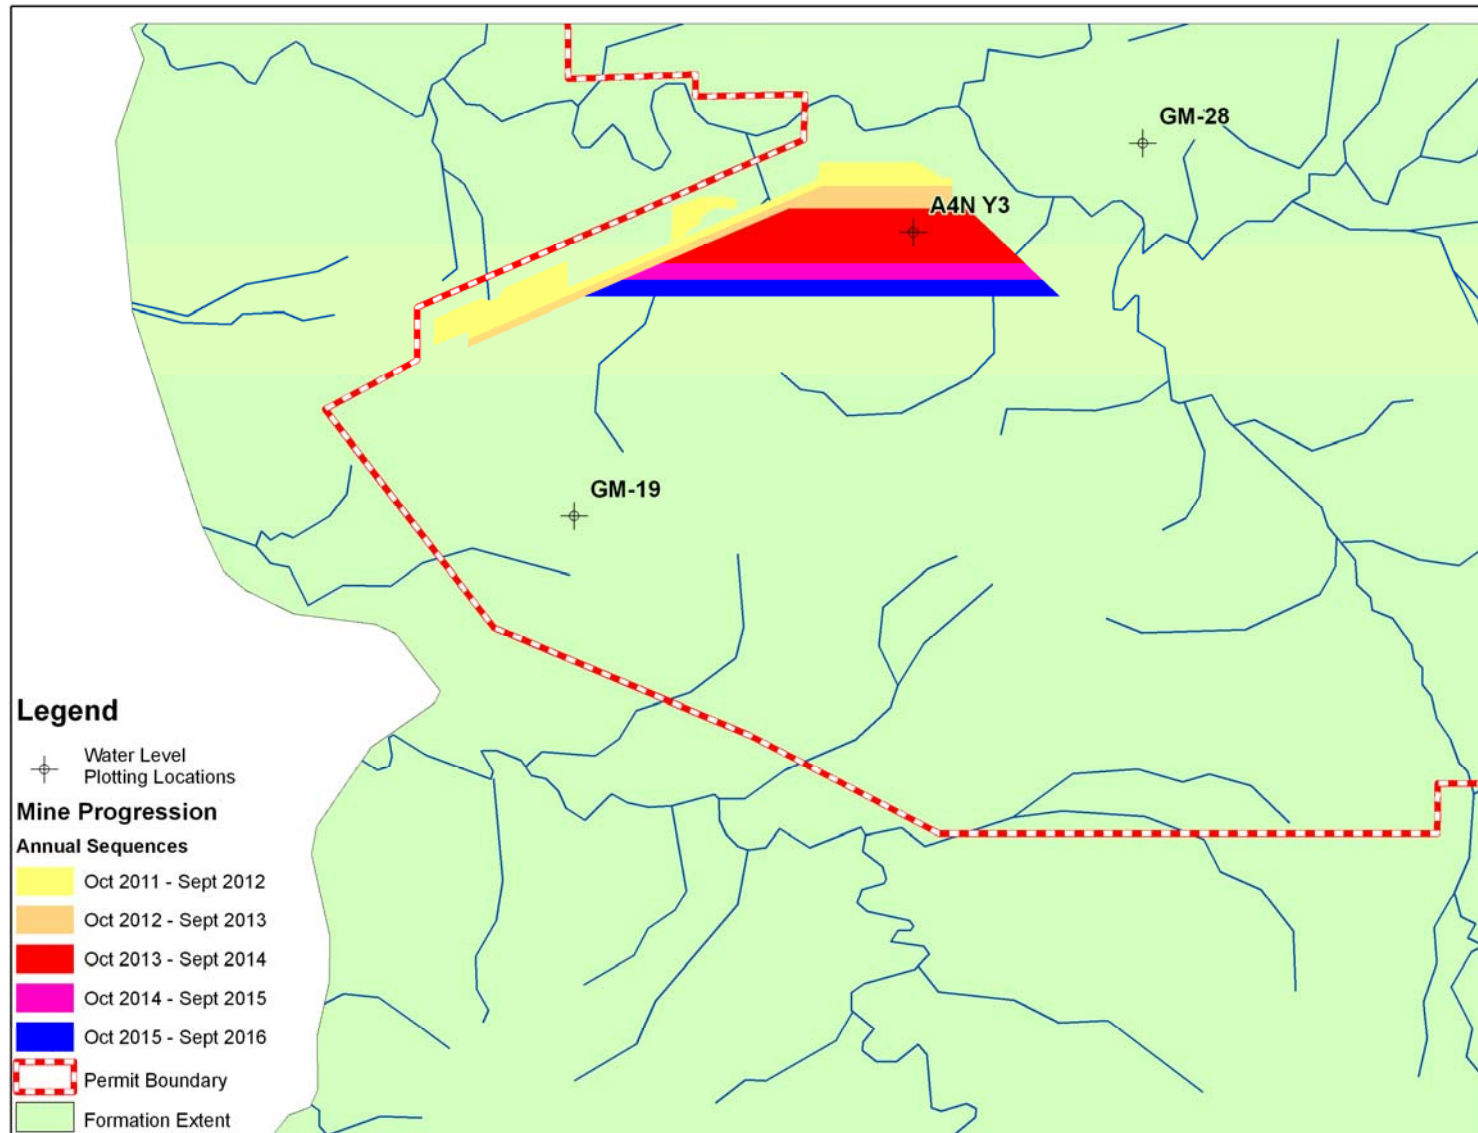 GM-28
A4N Y3
GM-19
Legend
Water Level
Plotting Locations
Mine Progression
Annual Sequences
Oct 2011 - Sept 2012
Oct 2012 - Sept 2013
Oct 2013 - Sept 2014
Oct 2014 - Sept 2015
Oct 2015 - Sept 2016
Permit Boundary
Formation Extent